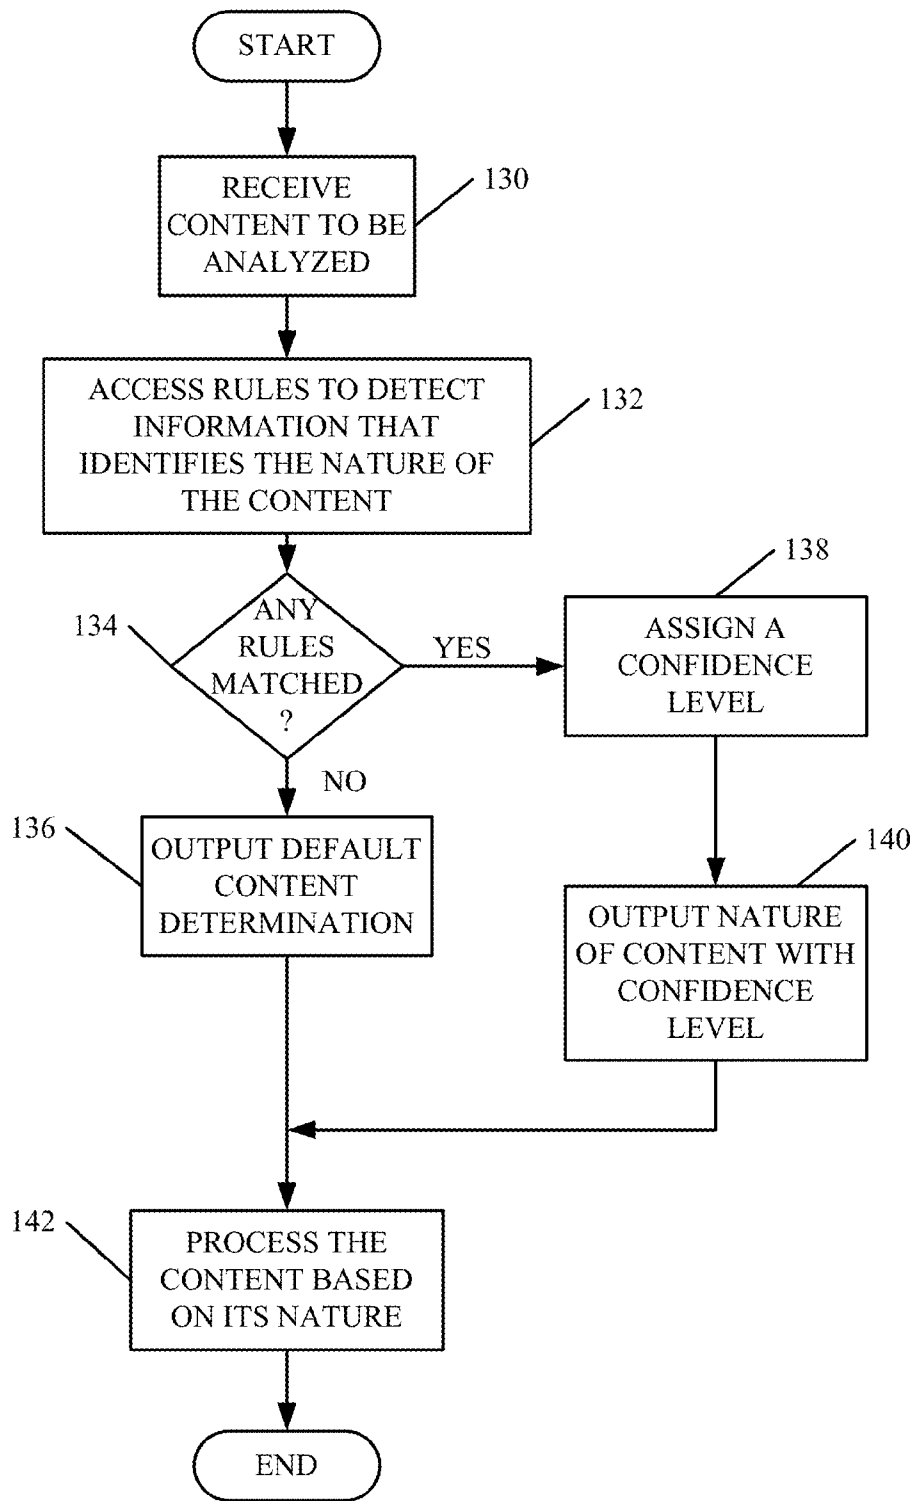 START
RECEIVE
CONTENT TO BE
ANALYZED
130
ACCESS RULES TO DETECT
INFORMATION THAT
IDENTIFIES THE NATURE OF
THE CONTENT
132
134
ANY
RULES
MATCHED
?
YES
NO
138
ASSIGN A
CONFIDENCE
LEVEL
136
OUTPUT DEFAULT
CONTENT
DETERMINATION
140
OUTPUT NATURE
OF CONTENT WITH
CONFIDENCE
LEVEL
142
PROCESS THE
CONTENT BASED
ON ITS NATURE
END